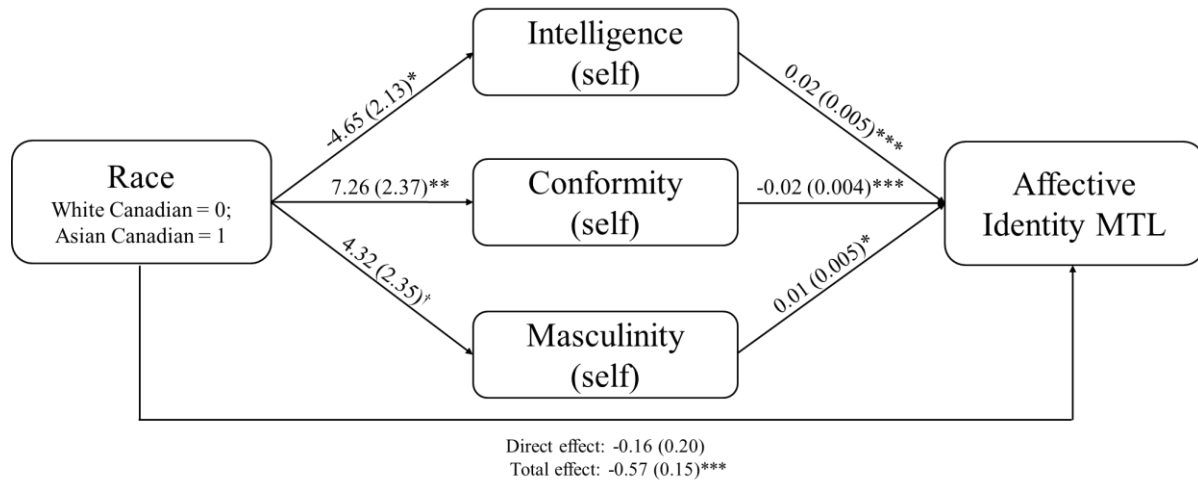 Intelligence
(self)
-4.65 (2.13)*
0.02 (0.005)***
Race
White Canadian = 0;
Asian Canadian = 1
7.26 (2.37)**
Conformity
(self)
-0.02 (0.004)***
Affective
Identity MTL
4.32 (2.35)†
0.01 (0.005)*
Masculinity
(self)
Direct effect: -0.16 (0.20)
Total effect: -0.57 (0.15)***